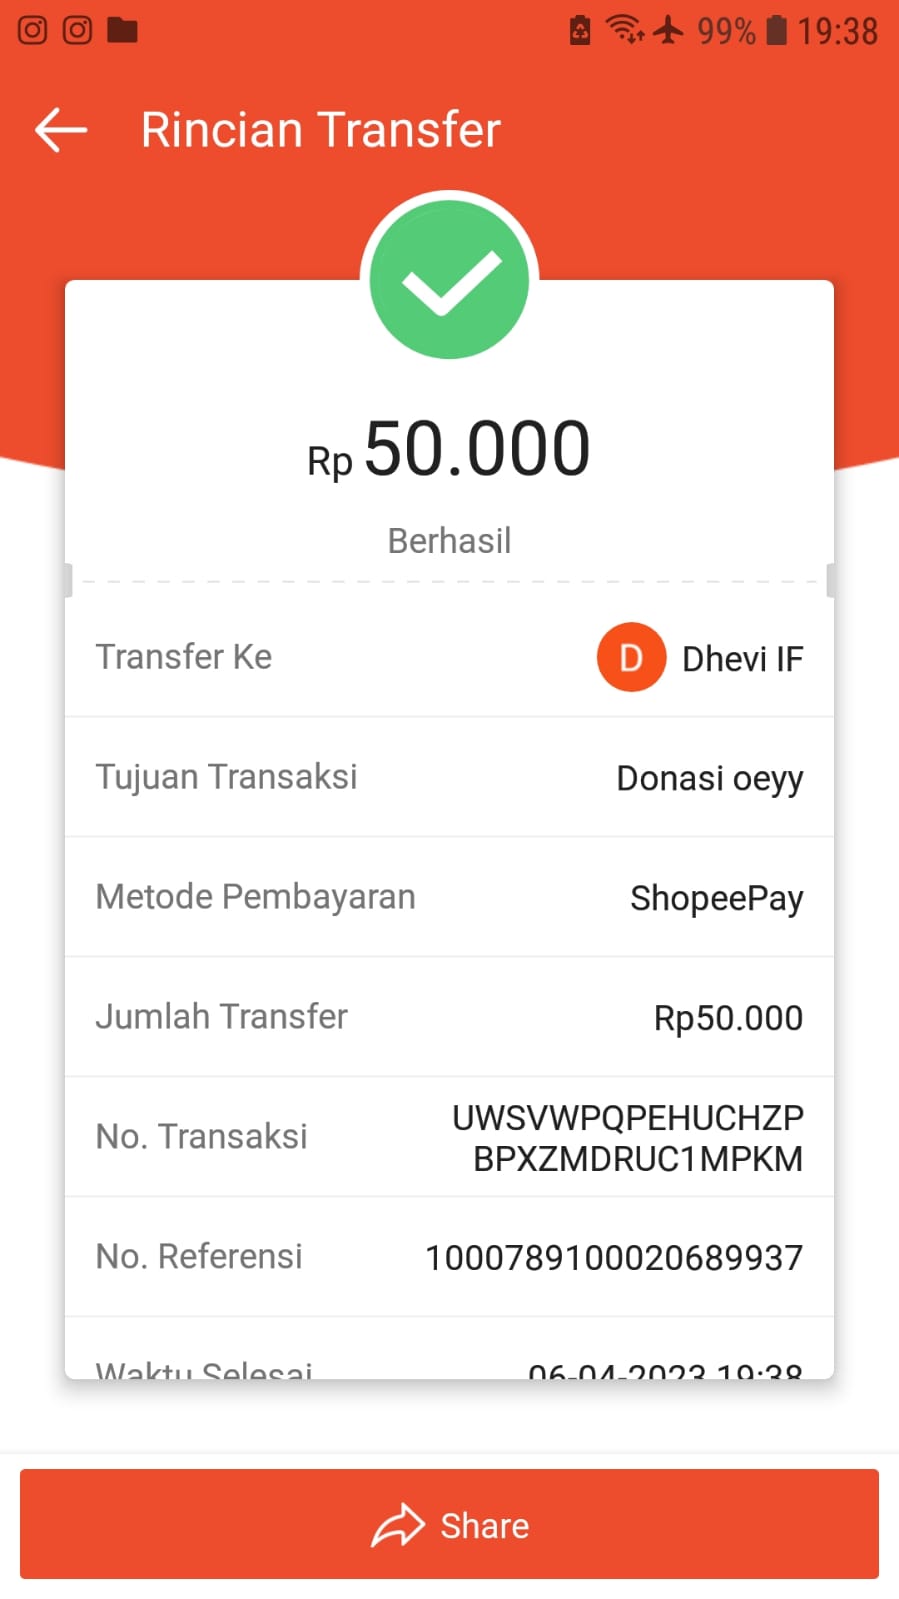 99% 19:38
Rincian Transfer
Rp 50.000
Berhasil
Transfer Ke D Dhevi IF
Tujuan Transaksi Donasi oeyy
Metode Pembayaran ShopeePay
Jumlah Transfer Rp50.000
No. Transaksi UWSVWPQPEHUCHZP
BPXZMDRUC1MPKM
No. Referensi 1000789100020689937
Waktu Selesai 06-04-2023 19:38
Share